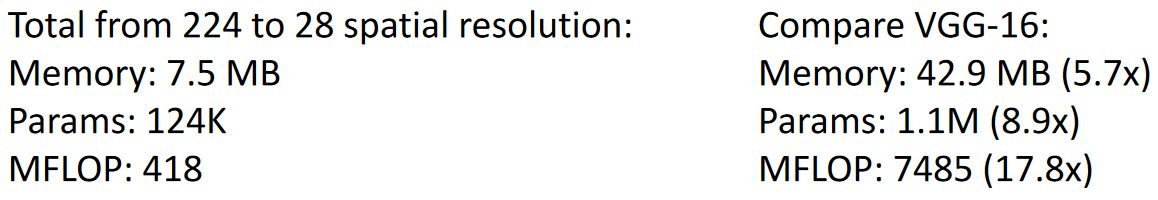 Total from 224 to 28 spatial resolution:
Memory: 7.5 MB
Params: 124K
MFLOP: 418
Compare VGG-16:
Memory: 42.9 MB (5.7x)
Params: 1.1M (8.9x)
MFLOP: 7485 (17.8x)